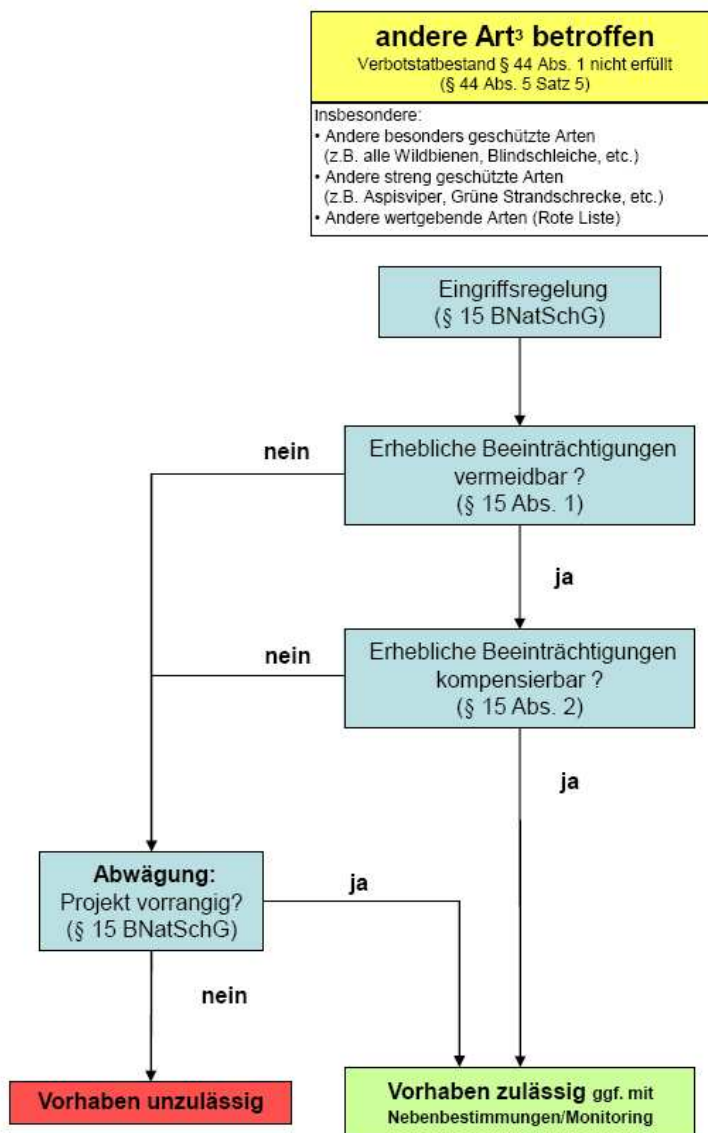 andere Art³ betroffen
Verbotstatbestand § 44 Abs. 1 nicht erfüllt
(§ 44 Abs. 5 Satz 5)
Insbesondere:
• Andere besonders geschützte Arten
(z.B. alle Wildbienen, Blindschleiche, etc.)
• Andere streng geschützte Arten
(z.B. Aspisviper, Grüne Strandschrecke, etc.)
• Andere wertgebende Arten (Rote Liste)
Eingriffsregelung
(§ 15 BNatSchG)
nein
Erhebliche Beeinträchtigungen
vermeidbar ?
(§ 15 Abs. 1)
ja
nein
Erhebliche Beeinträchtigungen
kompensierbar ?
(§ 15 Abs. 2)
ja
Abwägung:
Projekt vorrangig?
(§ 15 BNatSchG)
ja
nein
Vorhaben unzulässig
Vorhaben zulässig ggf. mit
Nebenbestimmungen/Monitoring